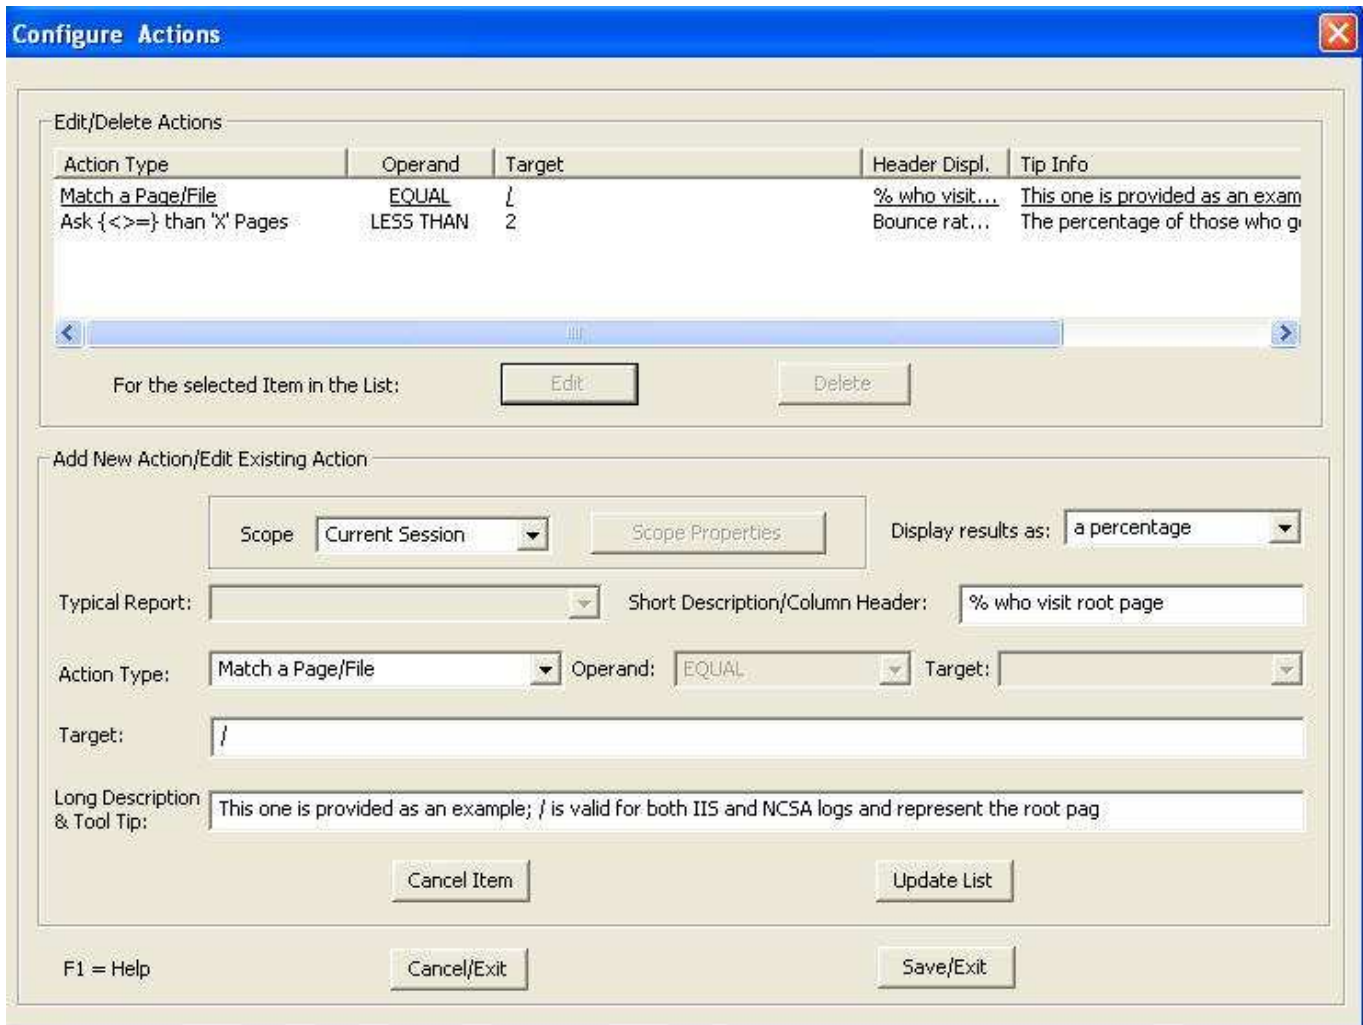 Configure Actions
Edit/Delete Actions
Action Type Operand Target Header Displ. Tip Info
Match a Page/File EQUAL / % who visit... This one is provided as an exam
Ask {<>=} than 'X' Pages LESS THAN 2 Bounce rat... The percentage of those who g
For the selected Item in the List: Edit Delete
Add New Action/Edit Existing Action
Scope Current Session Scope Properties Display results as: a percentage
Typical Report: Short Description/Column Header: % who visit root page
Action Type: Match a Page/File Operand: EQUAL Target:
Target: /
Long Description
& Tool Tip: This one is provided as an example; / is valid for both IIS and NCSA logs and represent the root pag
Cancel Item Update List
F1 = Help Cancel/Exit Save/Exit